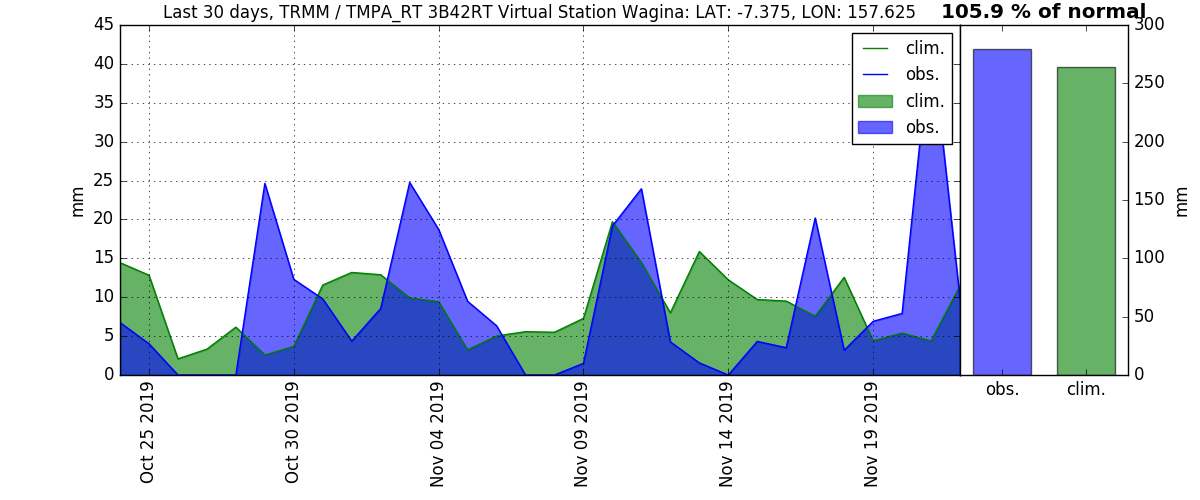 Last 30 days, TRMM / TMPA_RT 3B42RT Virtual Station Wagina: LAT: -7.375, LON: 157.625
105.9 % of normal
45
40
35
30
25
20
15
10
5
0
mm
clim.
obs.
clim.
obs.
Oct 25 2019
Oct 30 2019
Nov 04 2019
Nov 09 2019
Nov 14 2019
Nov 19 2019
300
250
200
150
100
50
0
mm
obs.
clim.